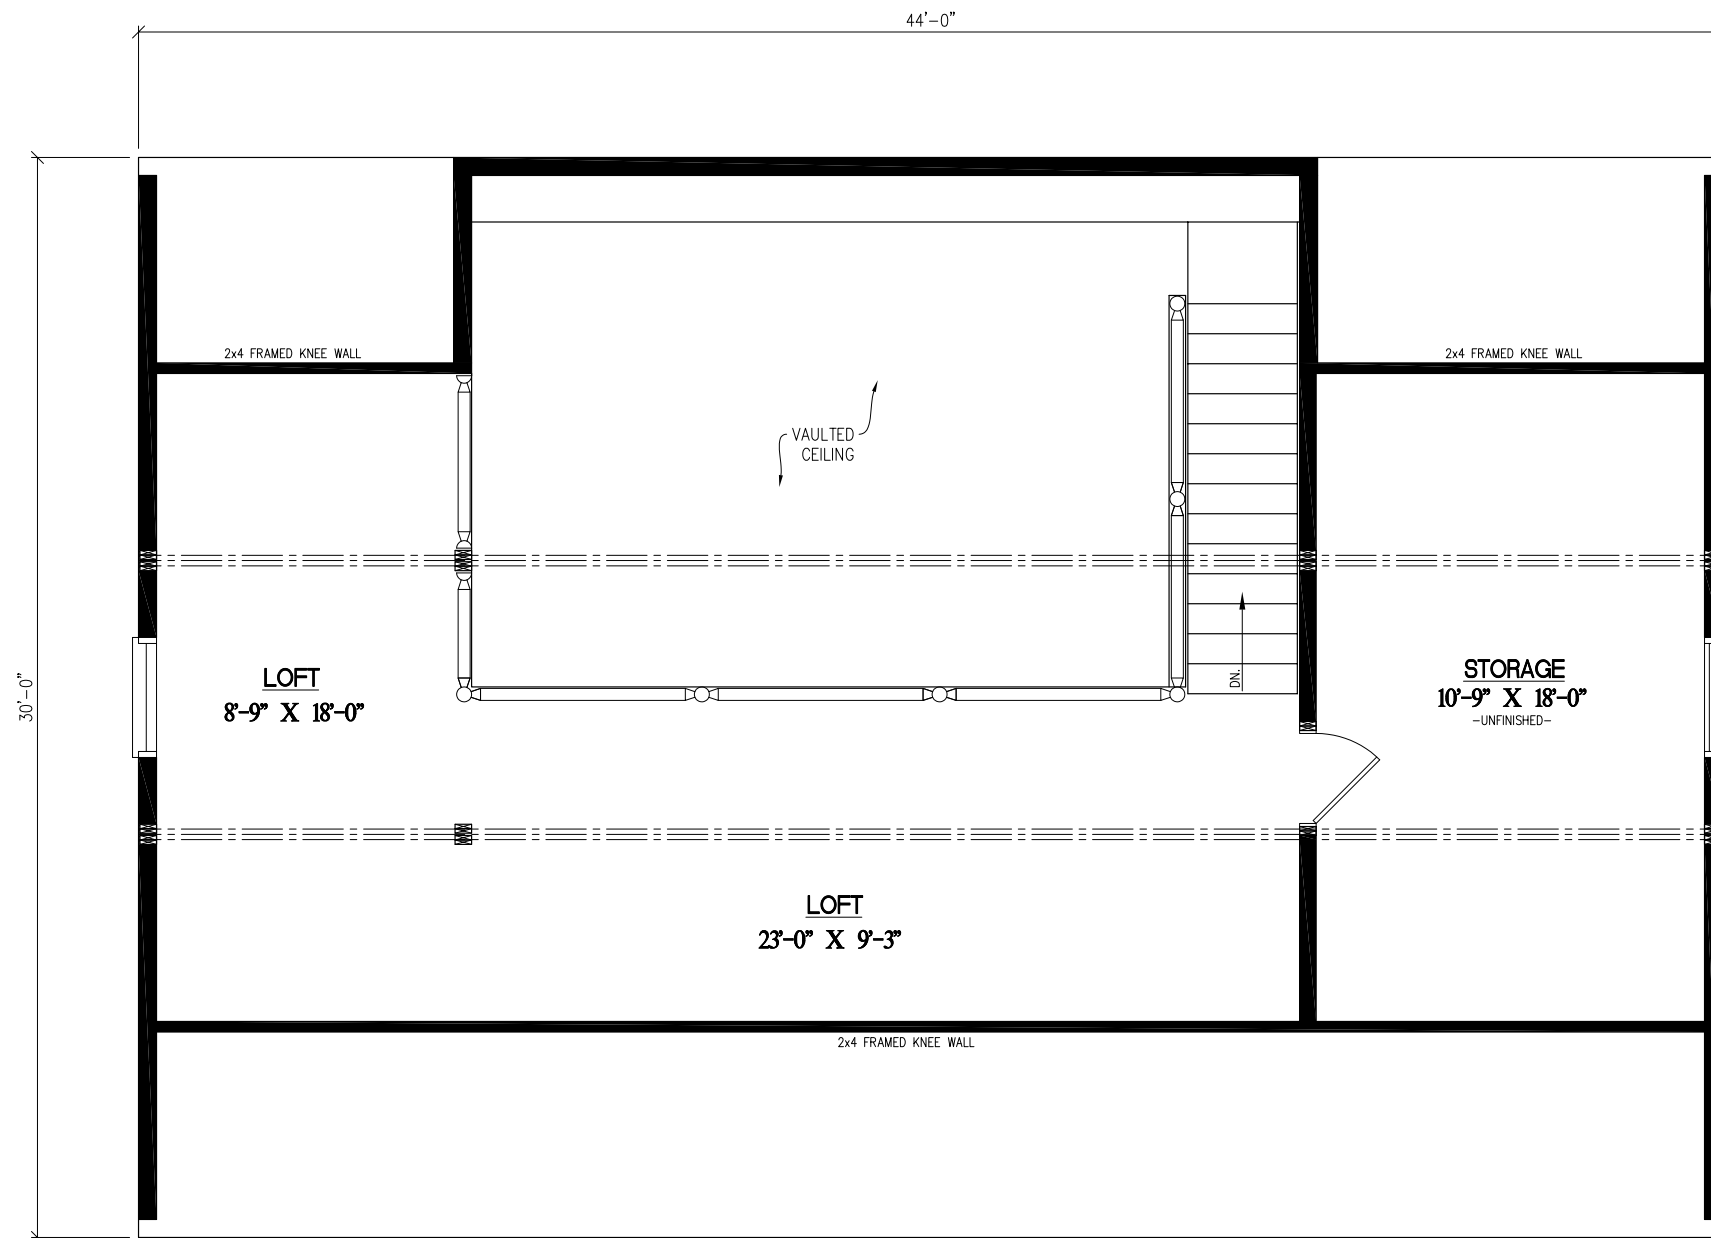 44'-0"
2x4 FRAMED KNEE WALL
2x4 FRAMED KNEE WALL
VAULTED
CEILING
30'-0"
LOFT
8'-9" X 18'-0"
DN.
STORAGE
10'-9" X 18'-0"
-UNFINISHED-
LOFT
23'-0" X 9'-3"
2x4 FRAMED KNEE WALL